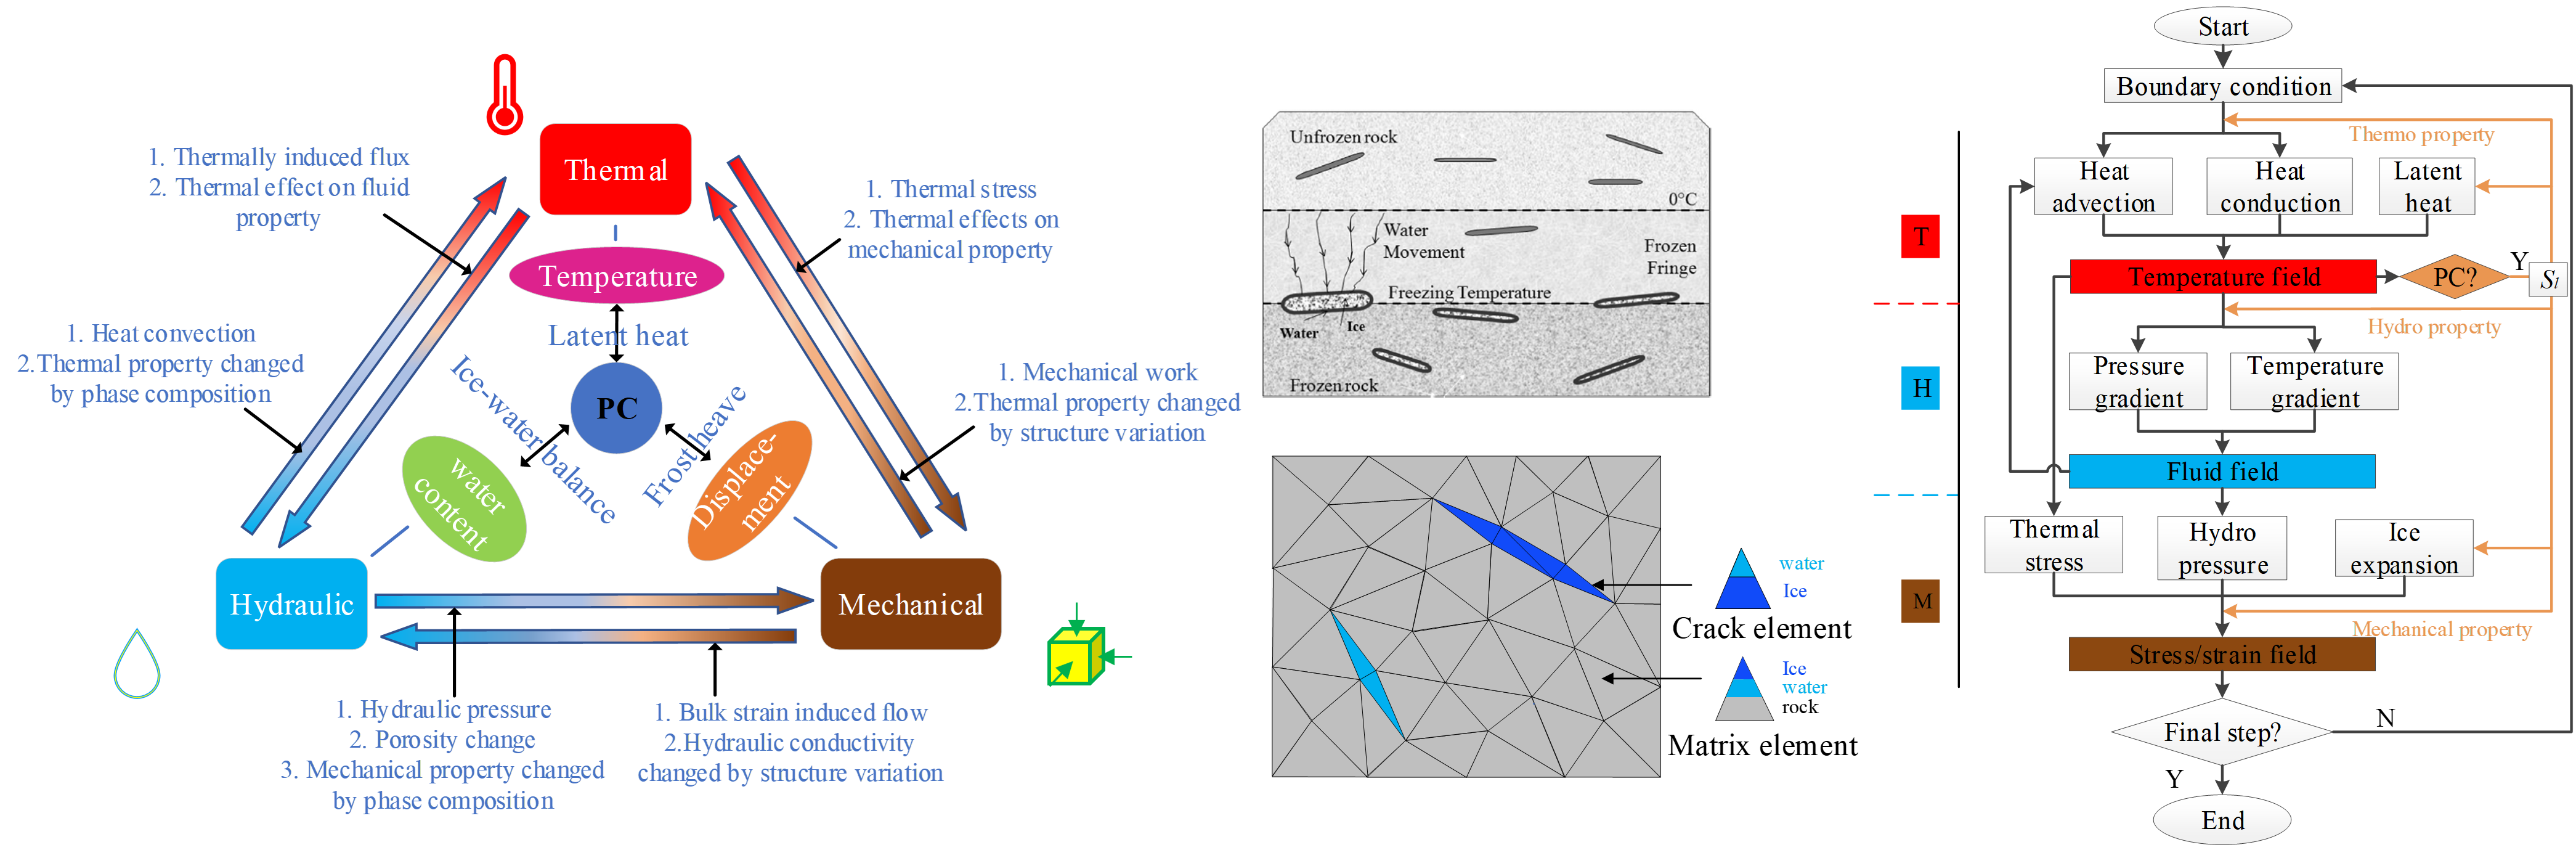 Thermal
1. Thermally induced flux
2. Thermal effect on fluid
property
1. Thermal stress
2. Thermal effects on
mechanical property
Temperature
Latent heat
1. Heat convection
2.Thermal property changed
by phase composition
PC
Ice-water balance
Frost heave
1. Mechanical work
2.Thermal property changed
by structure variation
water
content
Displace-
ment
Hydraulic
Mechanical
1. Hydraulic pressure
2. Porosity change
3. Mechanical property changed
by phase composition
1. Bulk strain induced flow
2.Hydraulic conductivity
changed by structure variation
Unfrozen rock
0°C
Water
Movement
Frozen
Fringe
Freezing Temperature
Water
Ice
Frozen rock
water
Ice
Crack element
Ice
water
rock
Matrix element
T
H
M
Start
Boundary condition
Thermo property
Heat
advection
Heat
conduction
Latent
heat
Temperature field
PC?
Y
Sl
Hydro property
Pressure
gradient
Temperature
gradient
Fluid field
Thermal
stress
Hydro
pressure
Ice
expansion
Mechanical property
Stress/strain field
Final step?
N
Y
End